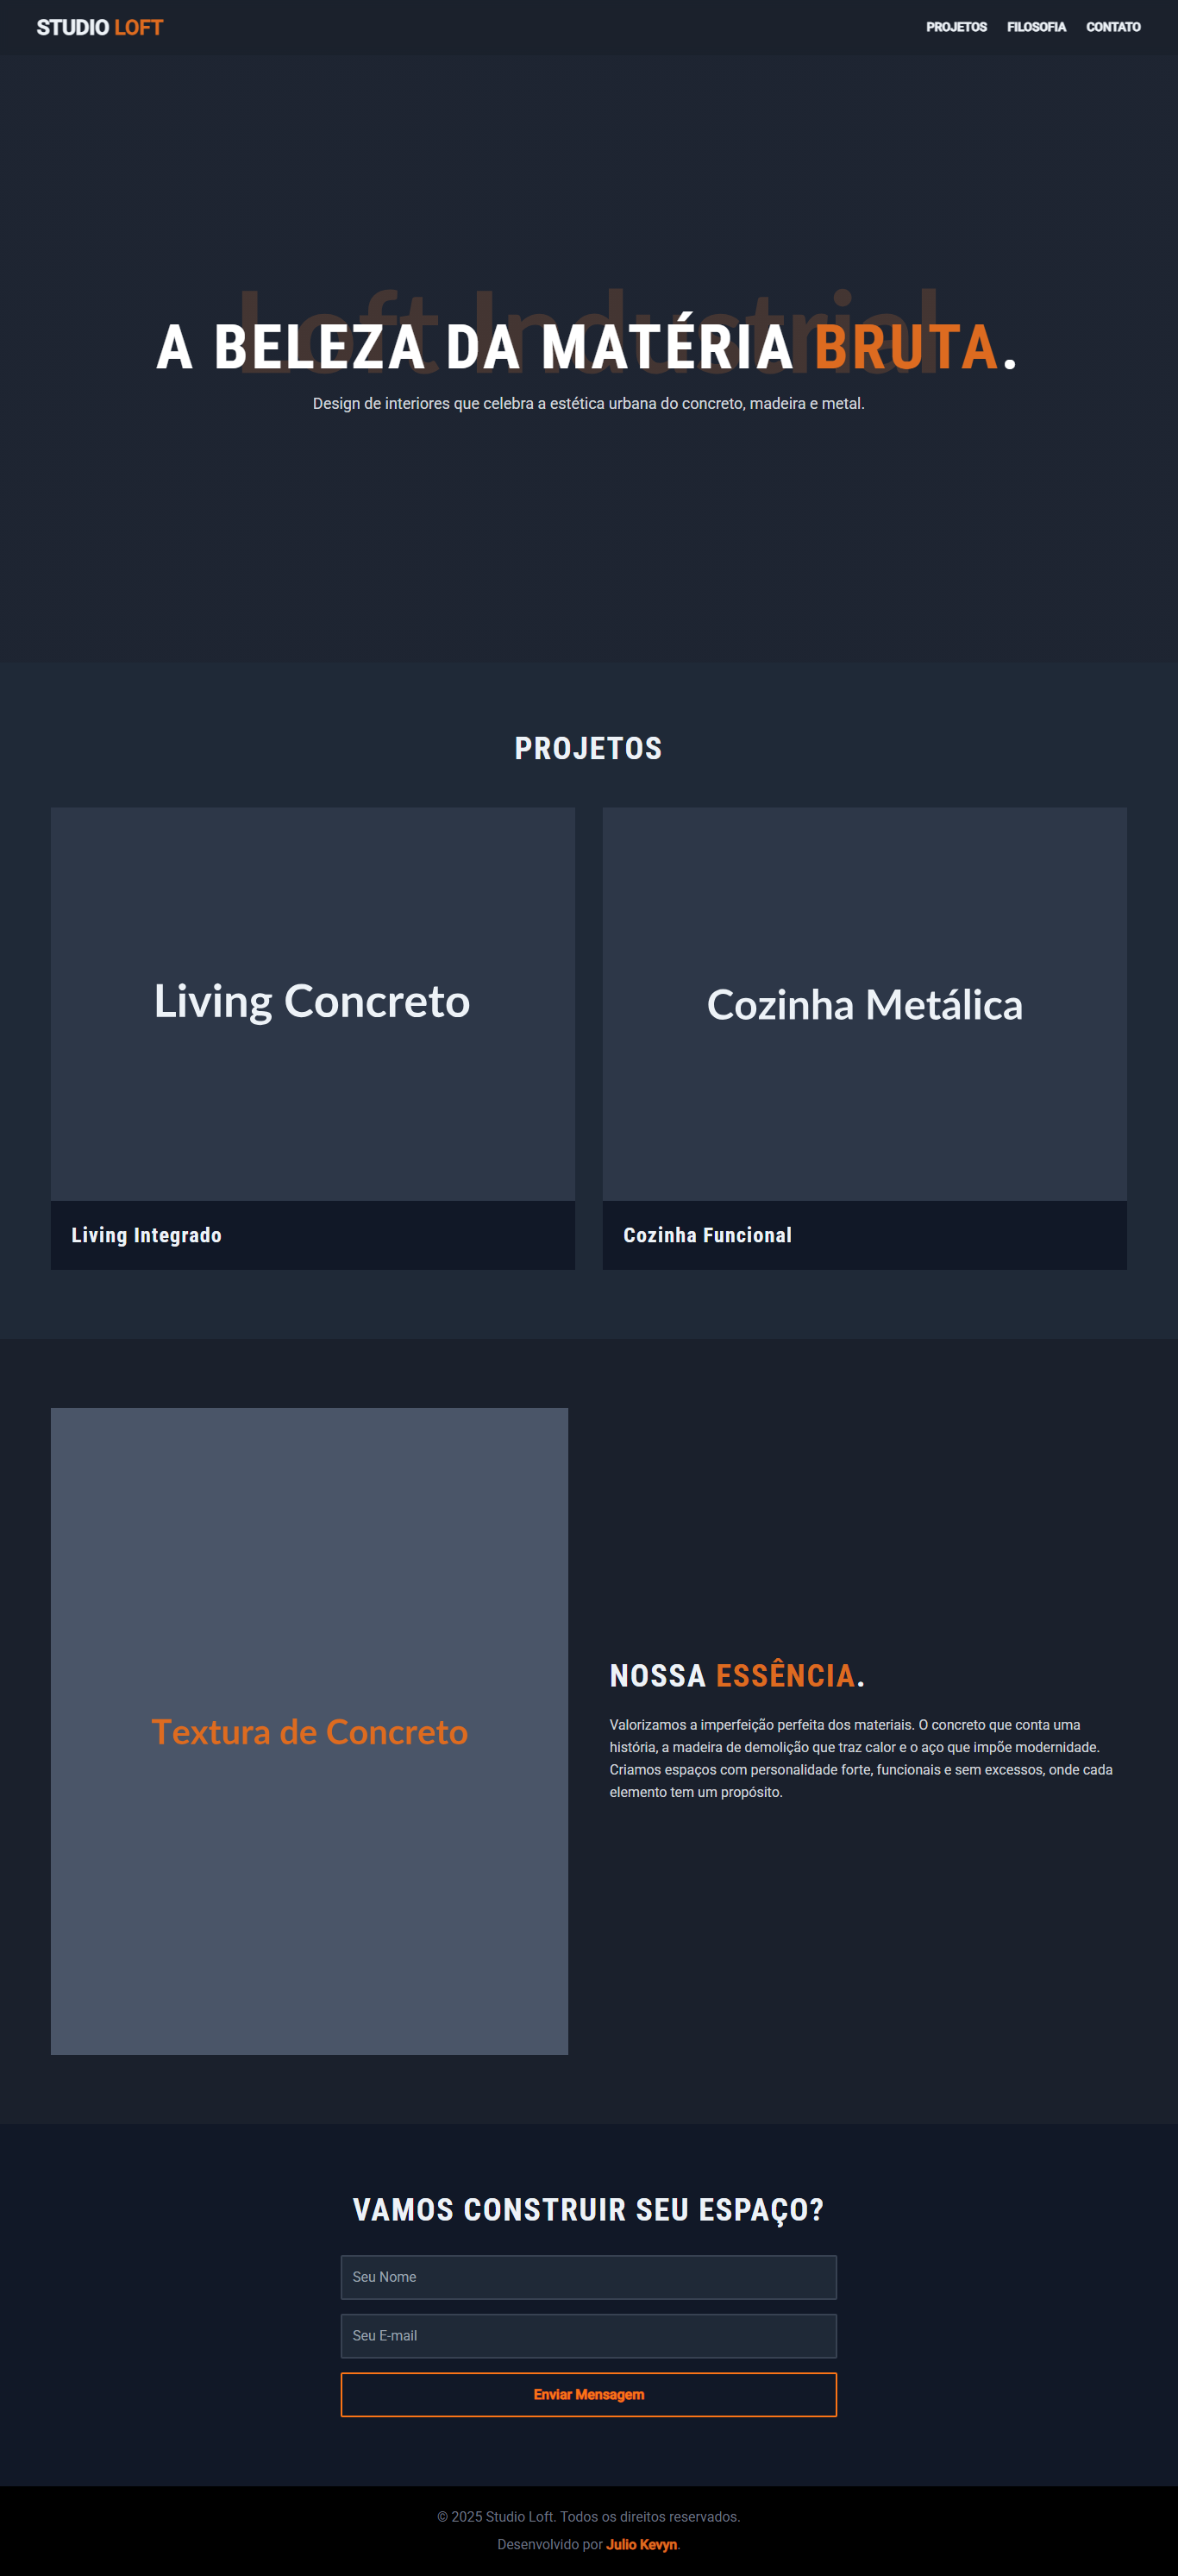 STUDIO LOFT
PROJETOS FILOSOFIA CONTATO
Loft Industrial
A BELEZA DA MATÉRIA BRUTA.
Design de interiores que celebra a estética urbana do concreto, madeira e metal.
PROJETOS
Living Concreto
Cozinha Metálica
Living Integrado
Cozinha Funcional
Textura de Concreto
NOSSA ESSÊNCIA.
Valorizamos a imperfeição perfeita dos materiais. O concreto que conta uma
história, a madeira de demolição que traz calor e o aço que impõe modernidade.
Criamos espaços com personalidade forte, funcionais e sem excessos, onde cada
elemento tem um propósito.
VAMOS CONSTRUIR SEU ESPAÇO?
Seu Nome
Seu E-mail
Enviar Mensagem
© 2025 Studio Loft. Todos os direitos reservados.
Desenvolvido por Julio Kevyn.